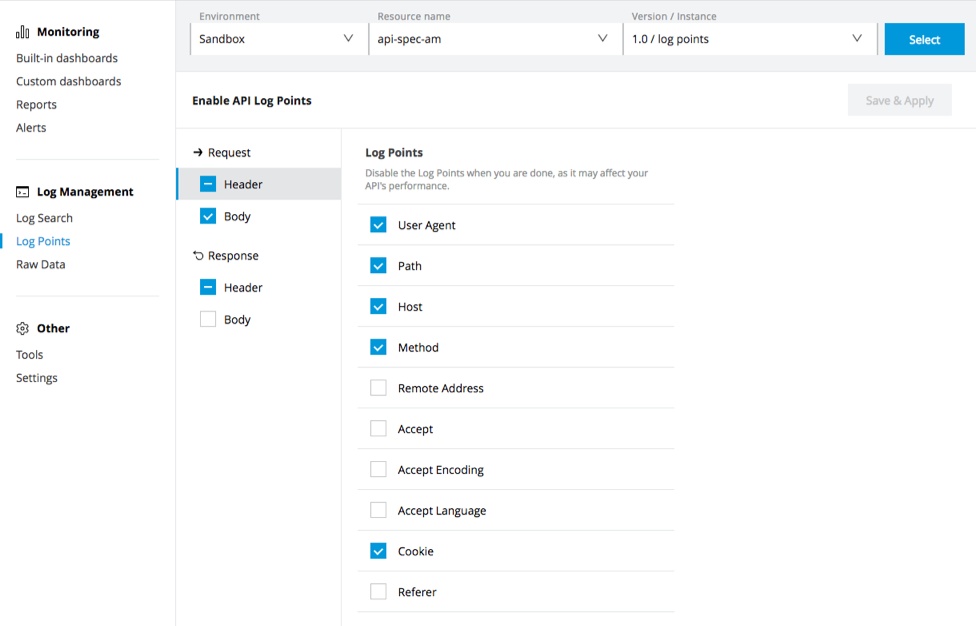 Monitoring
Built-in dashboards
Custom dashboards
Reports
Alerts
Log Management
Log Search
Log Points
Raw Data
Other
Tools
Settings
Environment
Sandbox
Resource name
api-spec-am
Version / Instance
1.0 / log points
Select
Enable API Log Points
Save & Apply
Request
Header
Body
Response
Header
Body
Log Points
Disable the Log Points when you are done, as it may affect your
API's performance.
User Agent
Path
Host
Method
Remote Address
Accept
Accept Encoding
Accept Language
Cookie
Referer